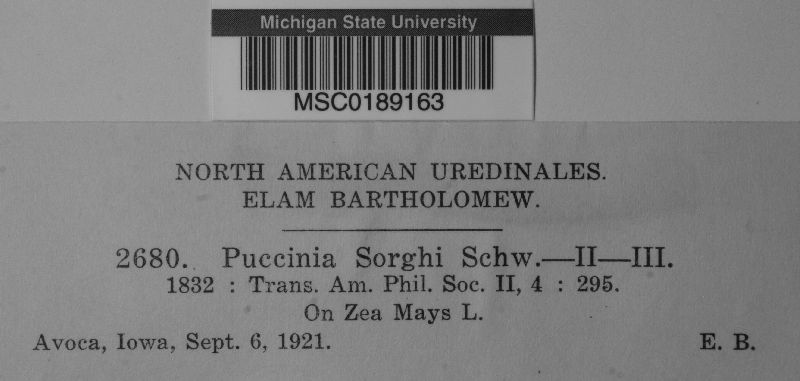 Michigan State University
MSC0189163
NORTH AMERICAN UREDINALES.
ELAM BARTHOLOMEW.
2680. Puccinia Sorghi Schw.—II—III.
1832 : Trans. Am. Phil. Soc. II, 4 : 295.
On Zea Mays L.
Avoca, Iowa, Sept. 6, 1921. E. B.